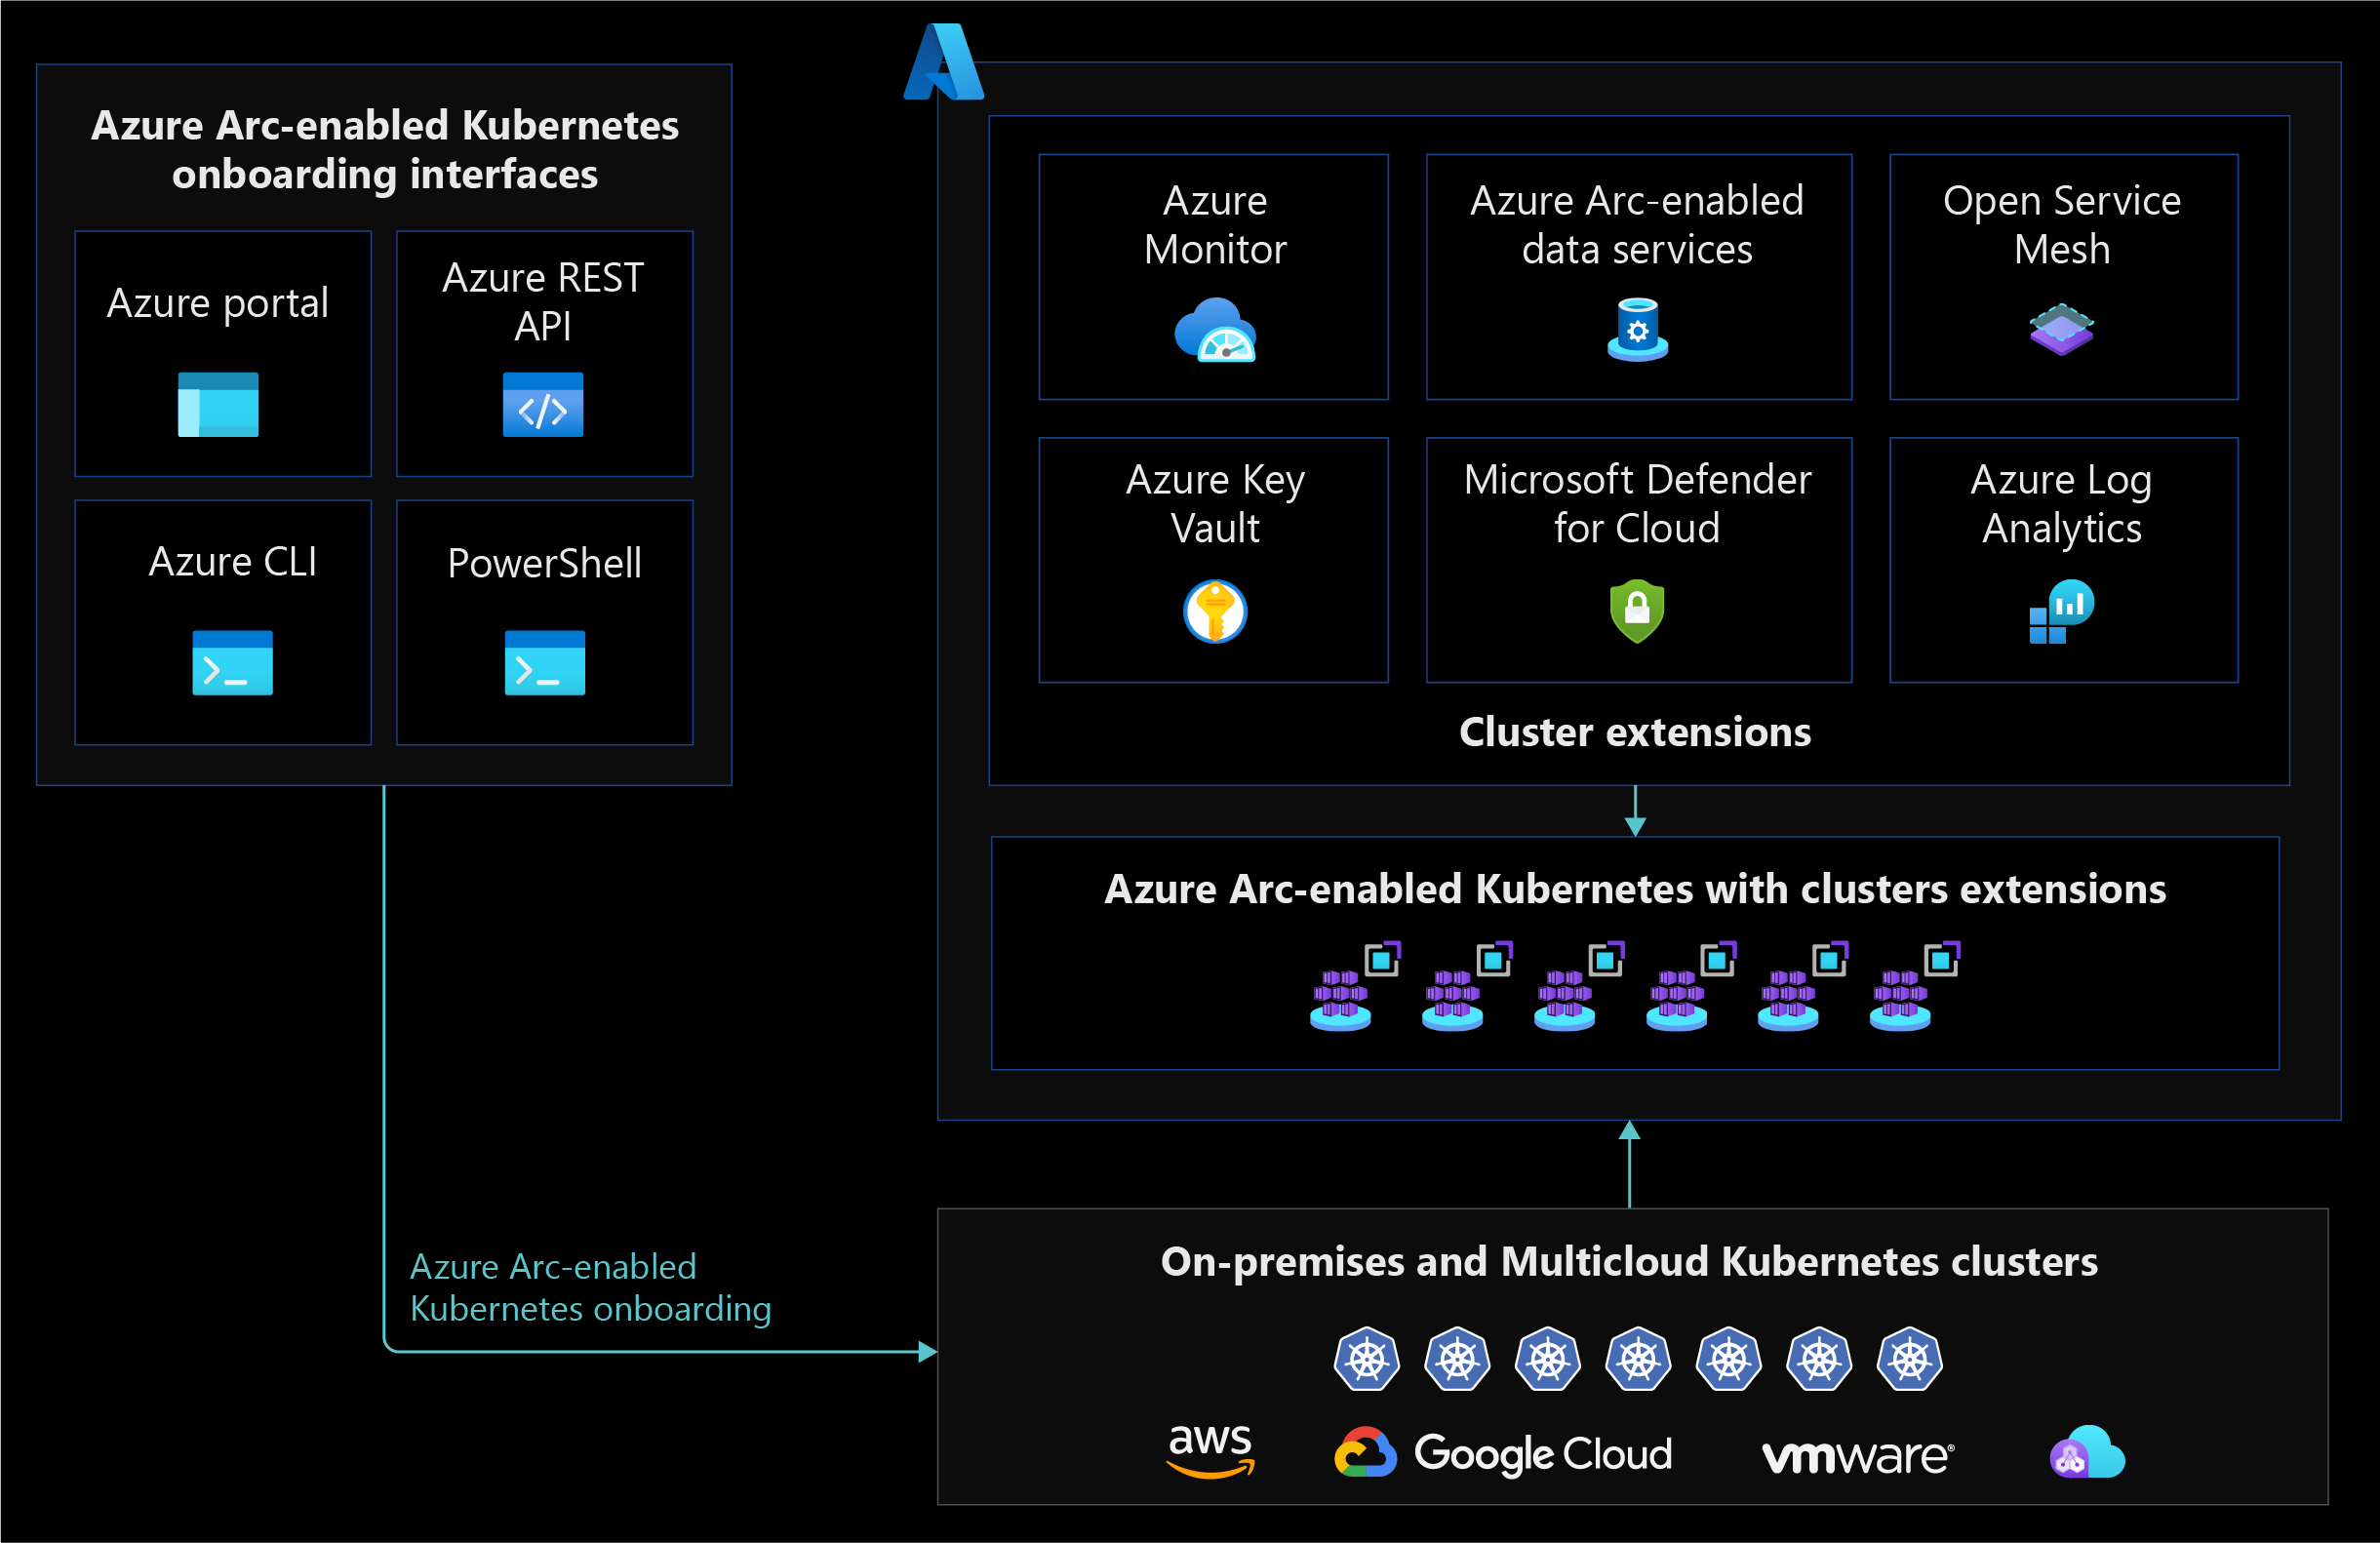 Azure Arc-enabled Kubernetes
onboarding interfaces
Azure portal
Azure REST
API
Azure CLI
PowerShell
Azure
Monitor
Azure Arc-enabled
data services
Open Service
Mesh
Azure Key
Vault
Microsoft Defender
for Cloud
Azure Log
Analytics
Cluster extensions
Azure Arc-enabled Kubernetes with clusters extensions
Azure Arc-enabled
Kubernetes onboarding
On-premises and Multicloud Kubernetes clusters
aws
Google Cloud
vmware®